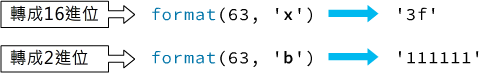 轉成16進位 format(63, 'x') '3f'
轉成2進位 format(63, 'b') '111111'